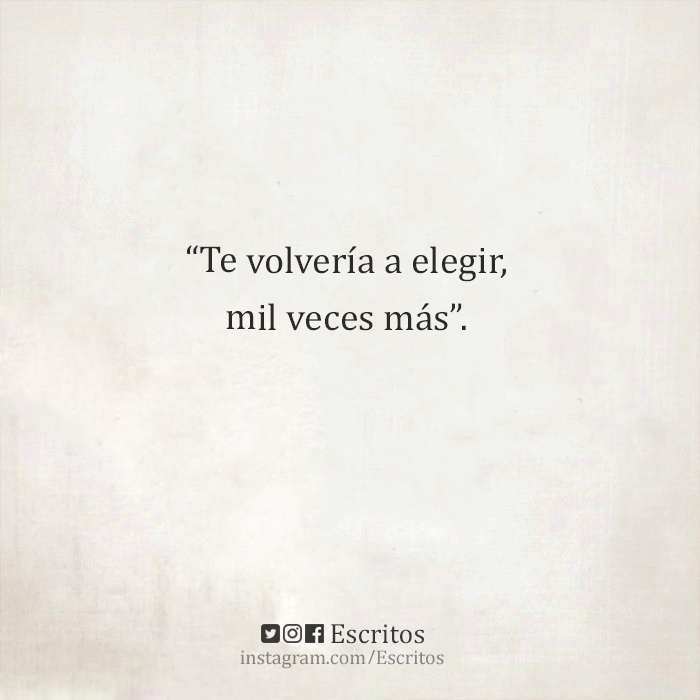 “Te volvería a elegir,
mil veces más”.
Escritos
instagram.com/Escritos